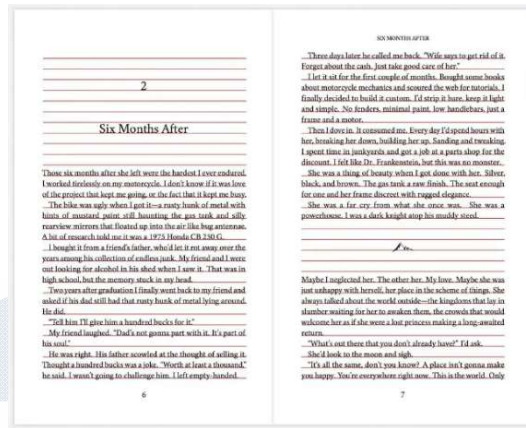 2
Six Months After
Those six months after she left were the hardest I ever endured.
I worked tirelessly on my motorcycle. I don't know if it was love
of the project that kept me going, or the fact that it kept me busy.
The bike was ugly when I got it—a rusty hunk of metal with
hints of mustard paint still haunting the gas tank and silly
rearview mirrors that floated up into the air like bug antennae.
A bit of research told me it was a 1975 Honda CB 250 G.
I bought it from a friend's father, who'd let it rot away over the
years among his collection of endless junk. My friend and I were
out looking for alcohol in his shed when I saw it. That was in
high school, but the memory stuck in my head.
Two years after graduation I finally went back to my friend and
asked if his dad still had that rusty hunk of metal lying around.
He did.
"Tell him I'll give him a hundred bucks for it."
My friend laughed. "Dad's not gonna part with it. It's part of
his soul."
He was right. His father scowled at the thought of selling it.
Thought a hundred bucks was a joke. "Worth at least a thousand,"
he said. I wasn't going to challenge him. I left empty-handed.
6
SIX MONTHS AFTER
Three days later he called me back. "Wife says to get rid of it.
Forget about the cash. Just take good care of her."
I let it sit for the first couple of months. Bought some books
about motorcycle mechanics and scoured the web for tutorials. I
finally decided to build it custom. I'd strip it bare, keep it light
and simple. No fenders, minimal paint, low handlebars, just a
frame and a motor.
Then I dove in. It consumed me. Every day I'd spend hours with
her, breaking her down, building her up. Sanding and tweaking.
I spent time in junkyards and got a job at a parts shop for the
discount. I felt like Dr. Frankenstein, but this was no monster.
She was a thing of beauty when I got done with her. Silver,
black, and brown. The gas tank a raw finish. The seat enough
for one and her frame discreet with rugged elegance.
She was a far cry from what she once was. She was a
powerhouse. I was a dark knight atop his muddy steed.
Maybe I neglected her. The other her. My love. Maybe she was
just unhappy with herself, her place in the scheme of things. She
always talked about the world outside—the kingdoms that lay in
slumber waiting for her to awaken them, the crowds that would
welcome her as if she were a lost princess making a long-awaited
return.
"What's out there that you don't already have?" I'd ask.
She'd look to the moon and sigh.
"It's all the same, don't you know? A place isn't gonna make
you happy. You're everywhere right now. This is the world. Only
7